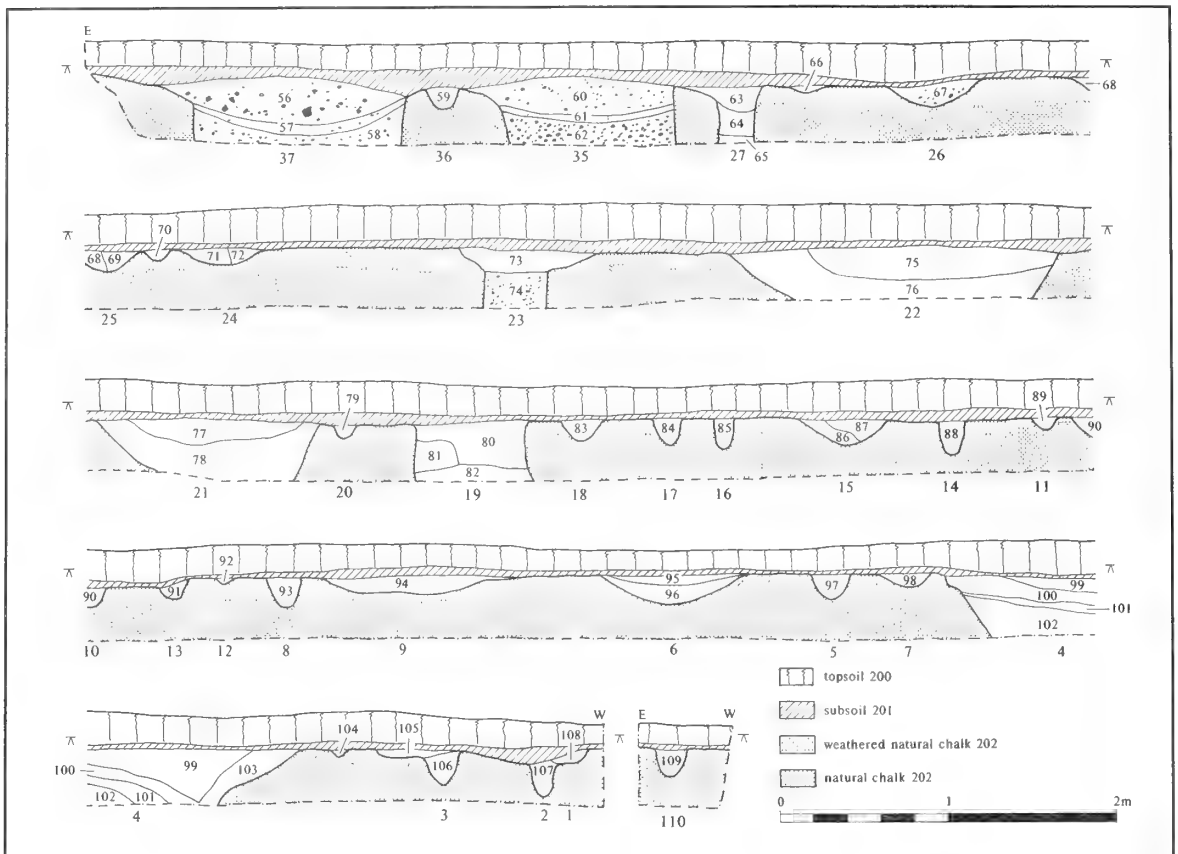 E
66
56 59 60 63 67 68
57 61 64
58 62
37 36 35 27 65 26
70
68 69 71 72 73 75
74 76
25 24 23 22
79 89
77 80 83 84 85 87 88 90
78 81 82 86
21 20 19 18 17 16 15 14 11
92
90 91 93 94 95 96 97 98 99
100
101
102
10 13 12 8 9 6 5 7 4
topsoil 200
subsoil 201
weathered natural chalk 202
natural chalk 202
W E W
104 105 108
99 103 106 107 109
100
102 101
4 3 2 1 110
0 1 2m